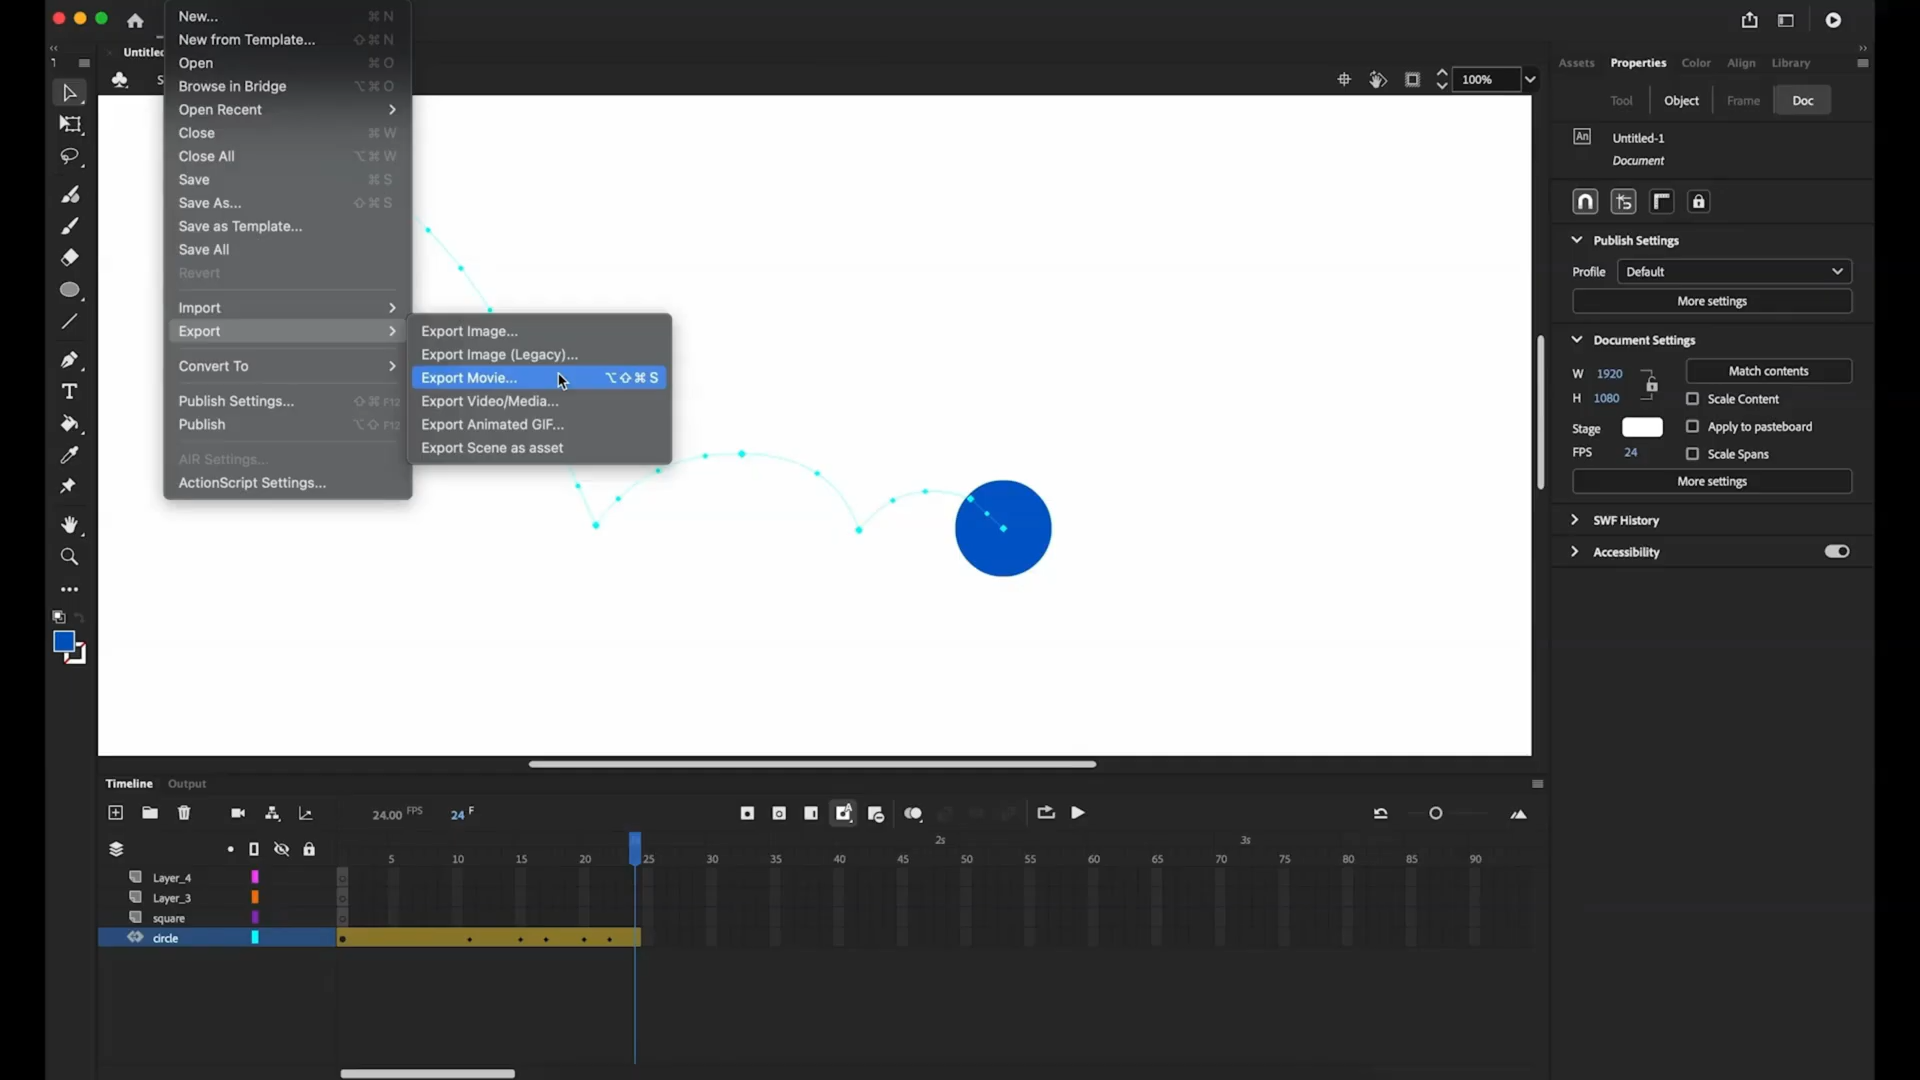 New... ⌘ N
New from Template... ⇧ ⌘ N
Open ⌘ O
Browse in Bridge ⌥ ⌘ O
Open Recent
Close ⌘ W
Close All ⌥ ⌘ W
Save ⌘ S
Save As... ⇧ ⌘ S
Save as Template...
Save All
Revert
Import
Export
Convert To
Publish Settings... ⇧ ⌘ F12
Publish ⌥ ⇧ F12
AIR Settings...
ActionScript Settings...
Export Image...
Export Image (Legacy)...
Export Movie... ⌥ ⇧ ⌘ S
Export Video/Media...
Export Animated GIF...
Export Scene as asset
100%
Assets Properties Color Align Library
Tool Object Frame Doc
An Untitled-1
Document
Publish Settings
Profile Default
More settings
Document Settings
W 1920 Match contents
H 1080 Scale Content
Stage Apply to pasteboard
FPS 24 Scale Spans
More settings
SWF History
Accessibility
Timeline Output
24.00 FPS 24 F
2s 3s
5 10 15 20 25 30 35 40 45 50 55 60 65 70 75 80 85 90
Layer_4
Layer_3
square
circle